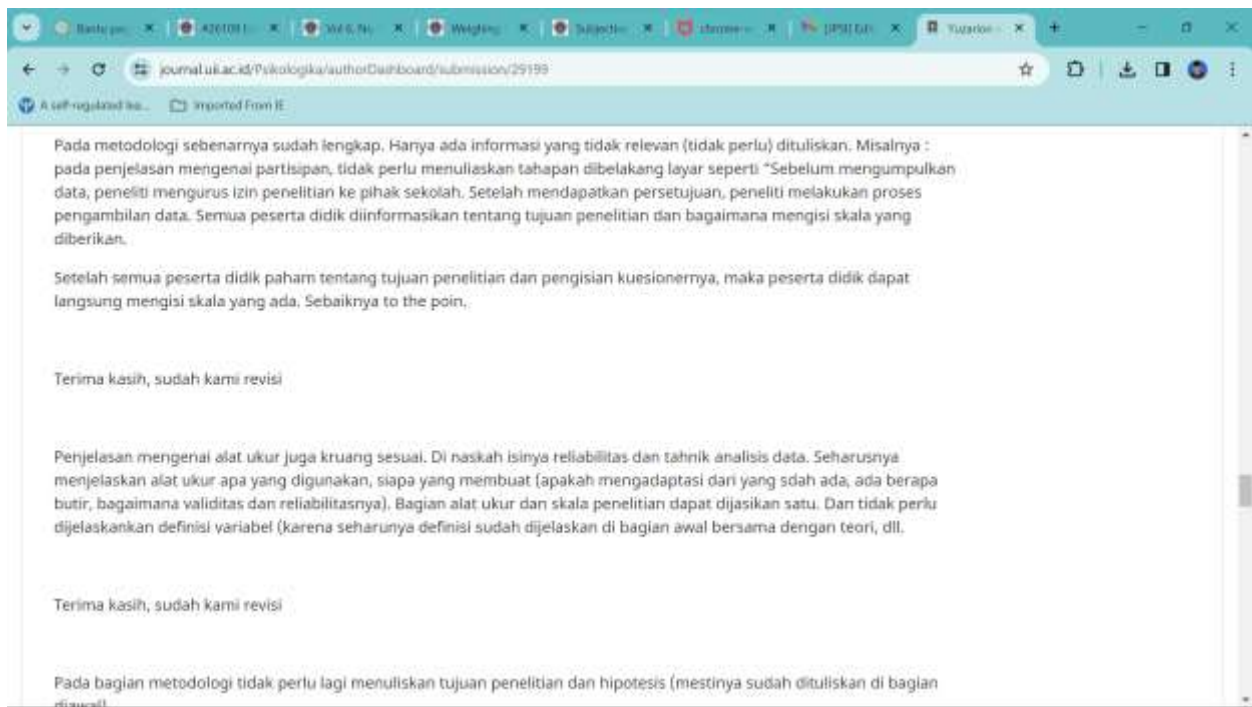 journal.uii.ac.id/Psikologika/authorDashboard/submission/29199
A self-regulated lea... Imported From IE
Pada metodologi sebenarnya sudah lengkap. Hanya ada informasi yang tidak relevan (tidak perlu) dituliskan. Misalnya :
pada penjelasan mengenai partisipan, tidak perlu menuliaskan tahapan dibelakang layar seperti "Sebelum mengumpulkan
data, peneliti mengurus izin penelitian ke pihak sekolah. Setelah mendapatkan persetujuan, peneliti melakukan proses
pengambilan data. Semua peserta didik diinformasikan tentang tujuan penelitian dan bagaimana mengisi skala yang
diberikan.
Setelah semua peserta didik paham tentang tujuan penelitian dan pengisian kuesionernya, maka peserta didik dapat
langsung mengisi skala yang ada. Sebaiknya to the poin.
Terima kasih, sudah kami revisi
Penjelasan mengenai alat ukur juga kruang sesuai. Di naskah isinya reliabilitas dan tahnik analisis data. Seharusnya
menjelaskan alat ukur apa yang digunakan, siapa yang membuat (apakah mengadaptasi dari yang sdah ada, ada berapa
butir, bagaimana validitas dan reliabilitasnya). Bagian alat ukur dan skala penelitian dapat dijasikan satu. Dan tidak perlu
dijelaskankan definisi variabel (karena seharunya definisi sudah dijelaskan di bagian awal bersama dengan teori, dll.
Terima kasih, sudah kami revisi
Pada bagian metodologi tidak perlu lagi menuliskan tujuan penelitian dan hipotesis (mestinya sudah dituliskan di bagian